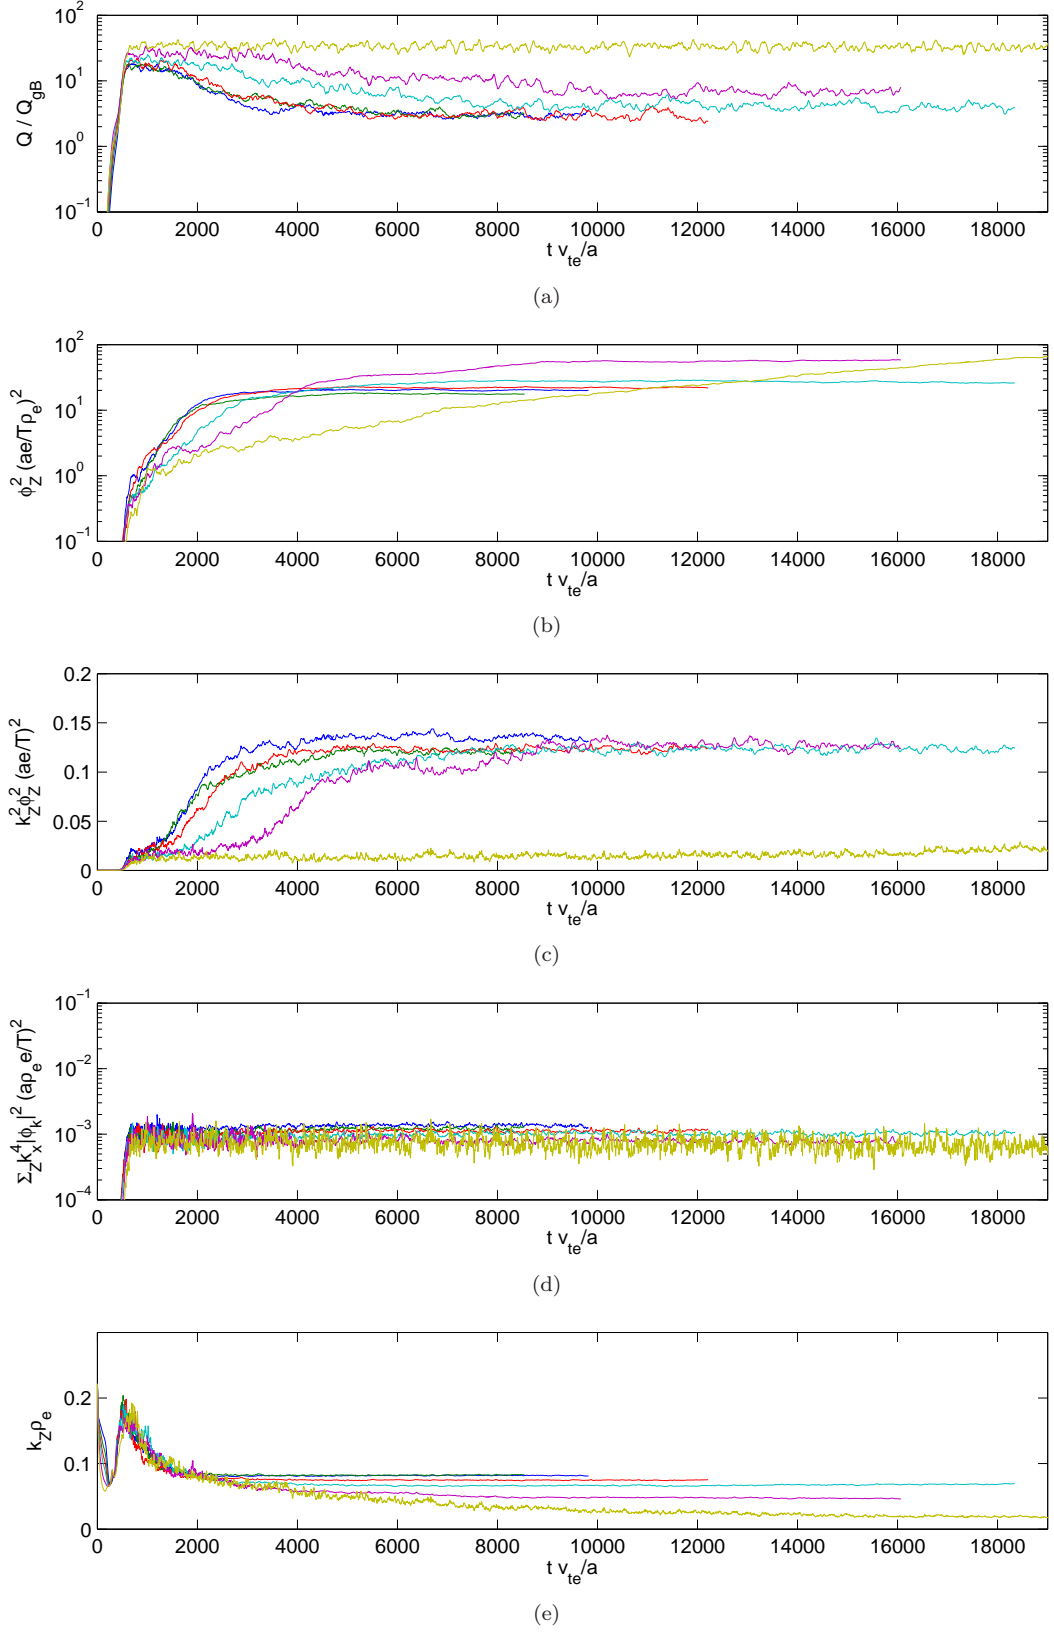 10^2
10^1
10^0
10^-1
Q / Q_gB
0 2000 4000 6000 8000 10000 12000 14000 16000 18000
t v_te/a
(a)
10^2
10^1
10^0
10^-1
ϕ_Z^2 (ae/Tρ_e)^2
0 2000 4000 6000 8000 10000 12000 14000 16000 18000
t v_te/a
(b)
0.2
0.15
0.1
0.05
0
k_Z^2 ϕ_Z^2 (ae/T)^2
0 2000 4000 6000 8000 10000 12000 14000 16000 18000
t v_te/a
(c)
10^-1
10^-2
10^-3
10^-4
Σ_Z k_x^4 |ϕ_k|^2 (aρ_e e/T)^2
0 2000 4000 6000 8000 10000 12000 14000 16000 18000
t v_te/a
(d)
0.2
0.1
0
k_Z ρ_e
0 2000 4000 6000 8000 10000 12000 14000 16000 18000
t v_te/a
(e)